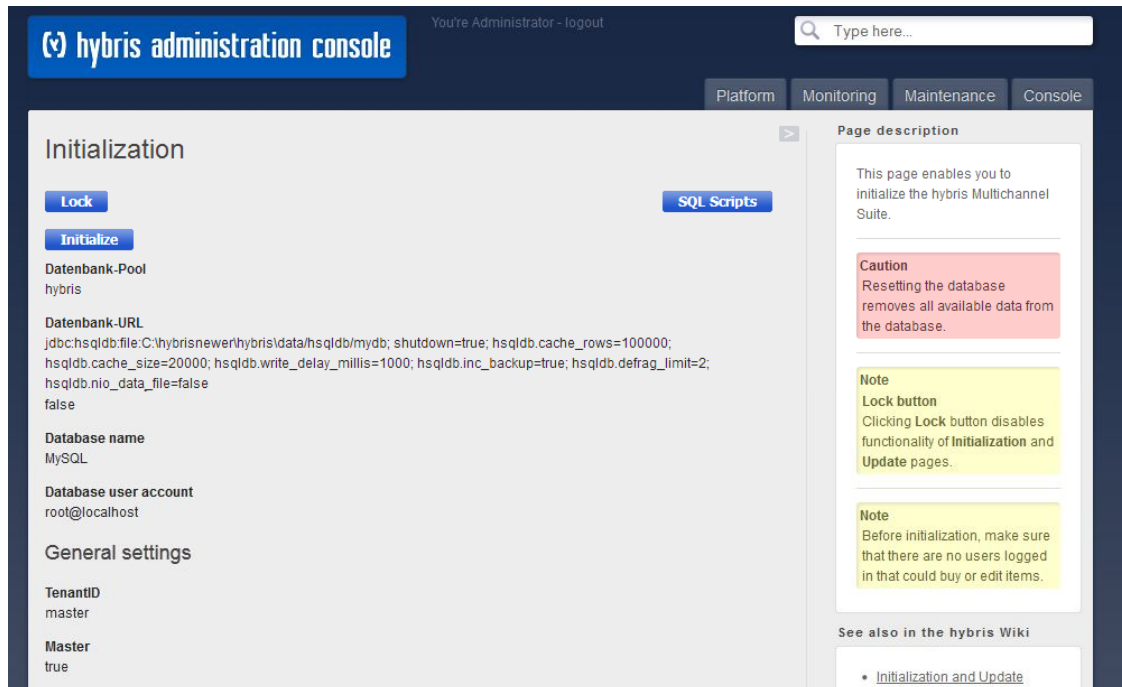 You're Administrator - logout
(v) hybris administration console
Type here...
Platform
Monitoring
Maintenance
Console
Initialization
>
Lock
SQL Scripts
Initialize
Datenbank-Pool
hybris
Datenbank-URL
jdbc:hsqldb:file:C:\hybrisnewer\hybris\data/hsqldb/mydb; shutdown=true; hsqldb.cache_rows=100000;
hsqldb.cache_size=20000; hsqldb.write_delay_millis=1000; hsqldb.inc_backup=true; hsqldb.defrag_limit=2;
hsqldb.nio_data_file=false
false
Database name
MySQL
Database user account
root@localhost
General settings
TenantID
master
Master
true
Page description
This page enables you to
initialize the hybris Multichannel
Suite.
Caution
Resetting the database
removes all available data from
the database.
Note
Lock button
Clicking Lock button disables
functionality of Initialization and
Update pages.
Note
Before initialization, make sure
that there are no users logged
in that could buy or edit items.
See also in the hybris Wiki
• Initialization and Update